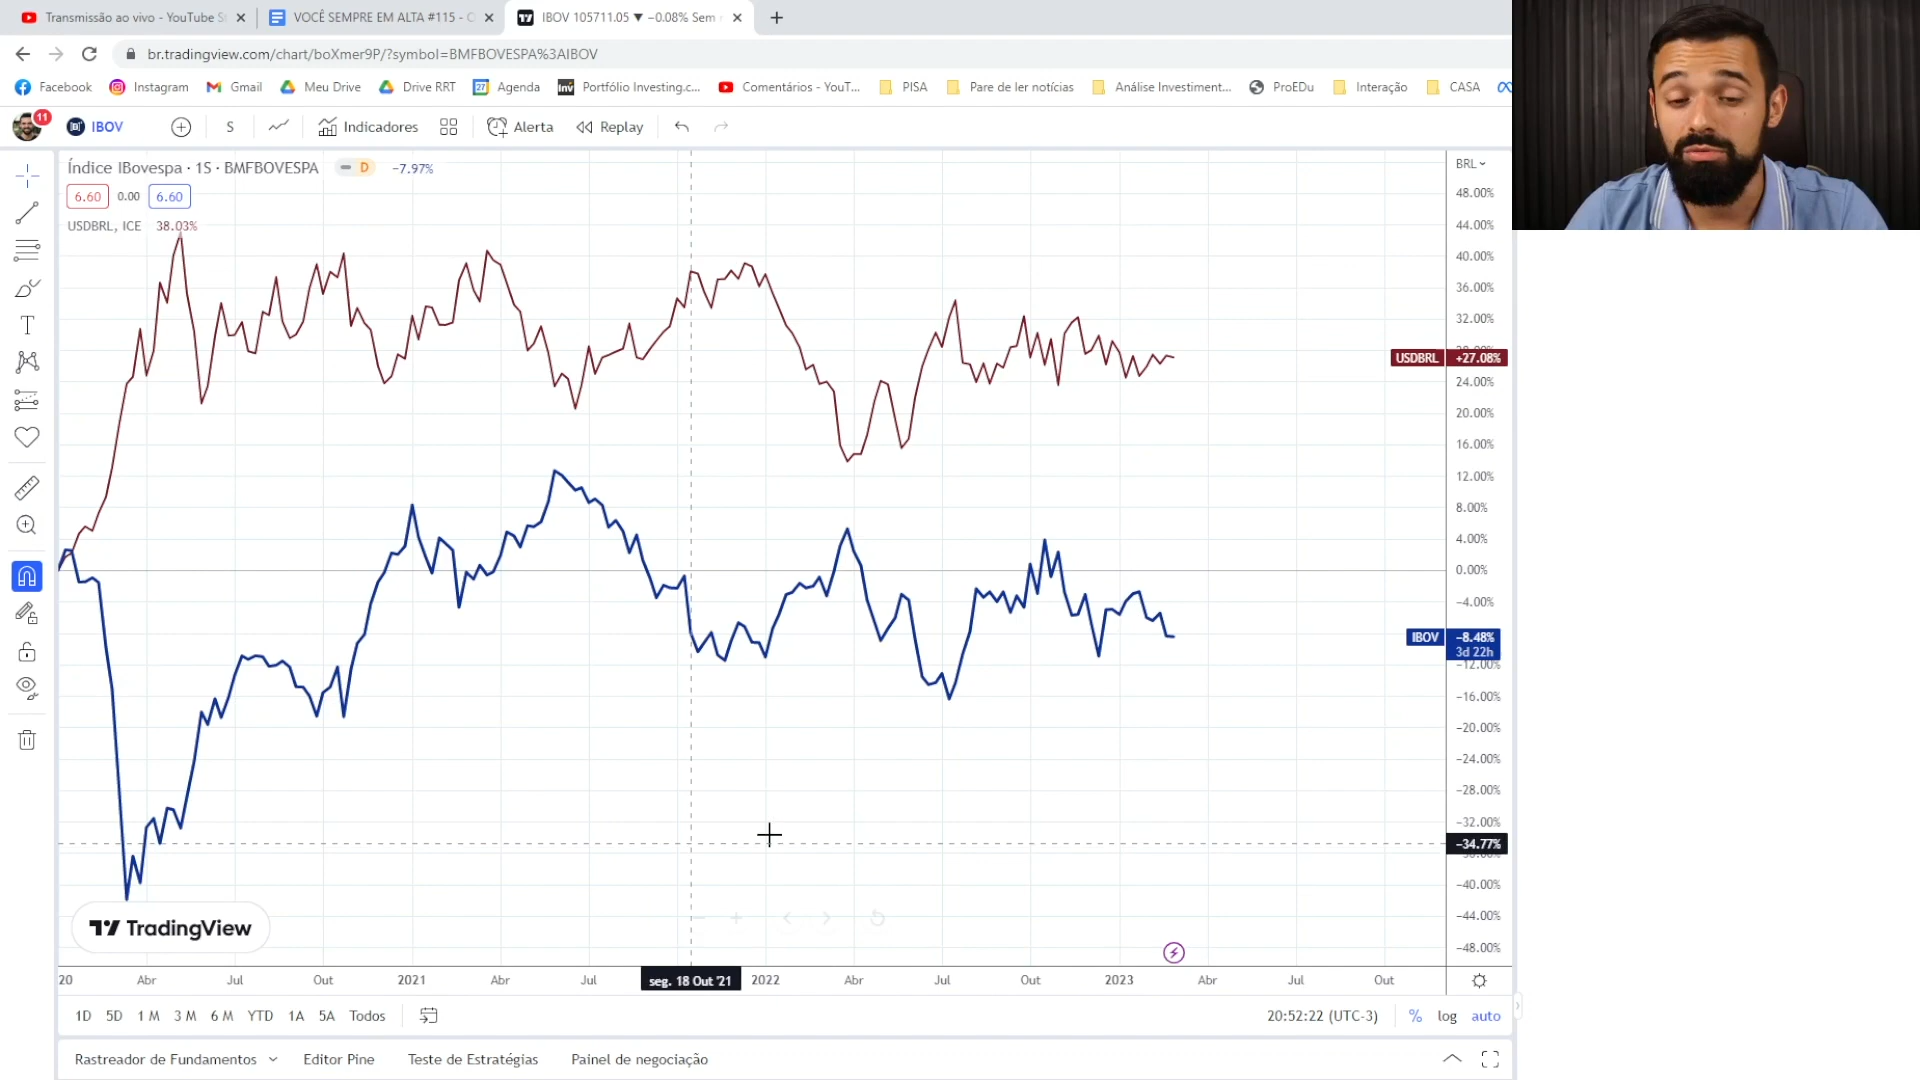 Transmissão ao vivo - YouTube S
VOCÊ SEMPRE EM ALTA #115 - C
IBOV 105711.05 ▼ −0.08% Sem
br.tradingview.com/chart/boXmer9P/?symbol=BMFBOVESPA%3AIBOV
Facebook
Instagram
Gmail
Meu Drive
Drive RRT
Agenda
Portfólio Investing.c...
Comentários - YouT...
PISA
Pare de ler notícias
Análise Investiment...
ProEdu
Interação
CASA
11
IBOV
S
Indicadores
Alerta
Replay
Índice IBovespa · 1S · BMFBOVESPA
D
−7.97%
6.60
0.00
6.60
USDBRL, ICE 38.03%
BRL
48.00%
44.00%
40.00%
36.00%
32.00%
USDBRL +27.08%
24.00%
20.00%
16.00%
12.00%
8.00%
4.00%
0.00%
−4.00%
IBOV −8.48%
3d 22h
−12.00%
−16.00%
−20.00%
−24.00%
−28.00%
−32.00%
−34.77%
−40.00%
−44.00%
−48.00%
TradingView
20
Abr
Jul
Out
2021
Abr
Jul
seg. 18 Out '21
2022
Abr
Jul
Out
2023
Abr
Jul
Out
1D 5D 1M 3M 6M YTD 1A 5A Todos
20:52:22 (UTC-3)
%
log
auto
Rastreador de Fundamentos
Editor Pine
Teste de Estratégias
Painel de negociação